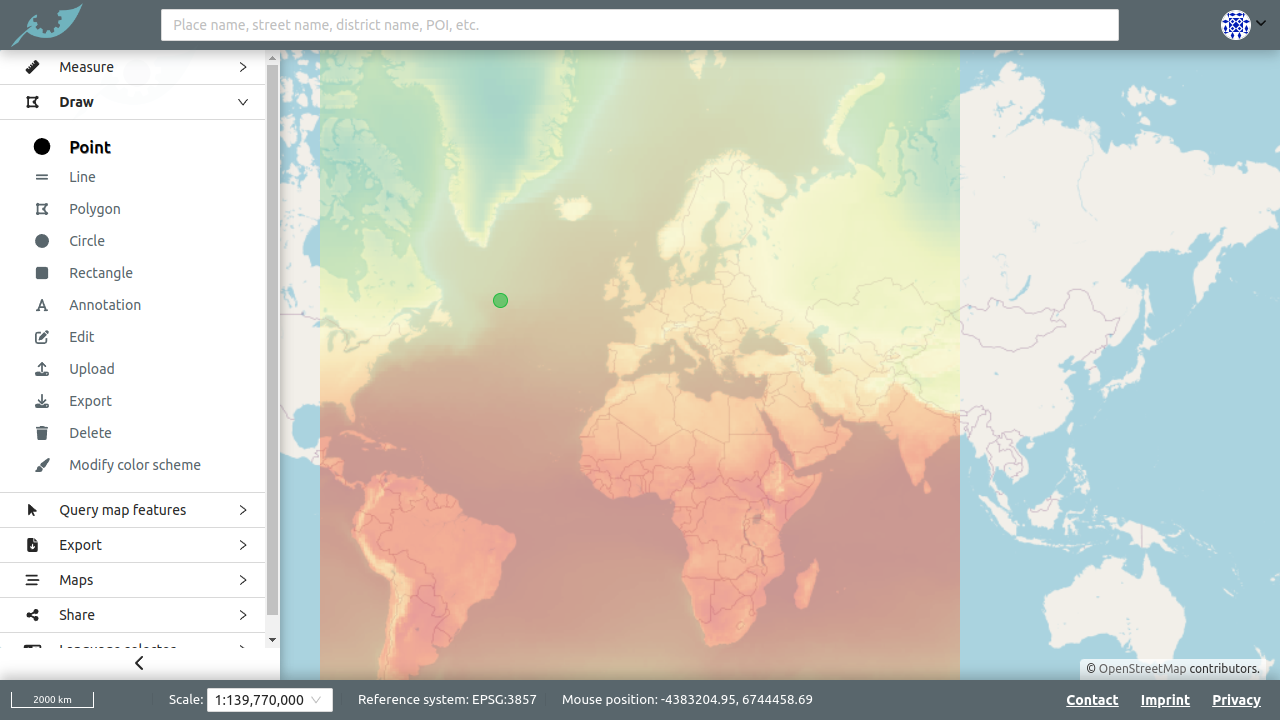 Place name, street name, district name, POI, etc.
Measure
Draw
Point
Line
Polygon
Circle
Rectangle
Annotation
Edit
Upload
Export
Delete
Modify color scheme
Query map features
Export
Maps
Share
Language selector
© OpenStreetMap contributors.
2000 km
Scale: 1:139,770,000
Reference system: EPSG:3857
Mouse position: -4383204.95, 6744458.69
Contact
Imprint
Privacy